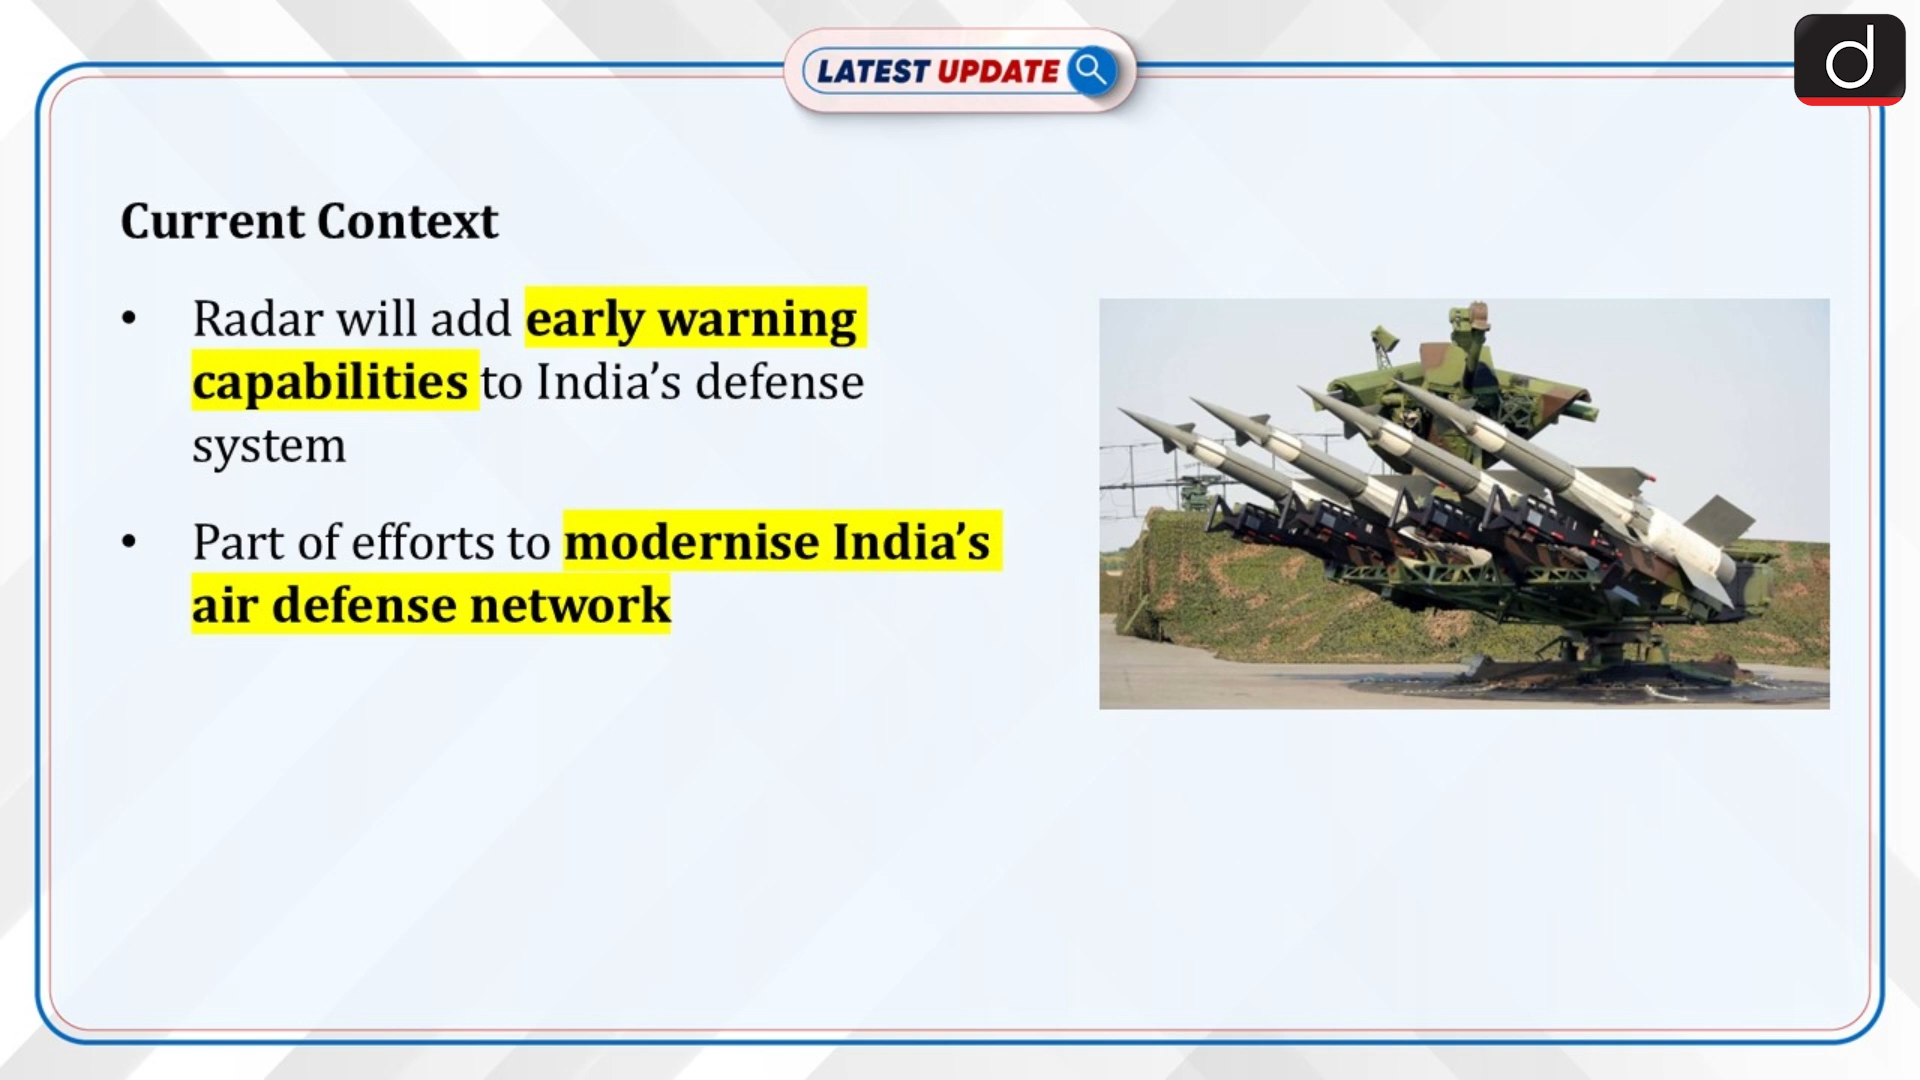 LATEST UPDATE
d
Current Context
• Radar will add early warning
capabilities to India’s defense
system
• Part of efforts to modernise India’s
air defense network